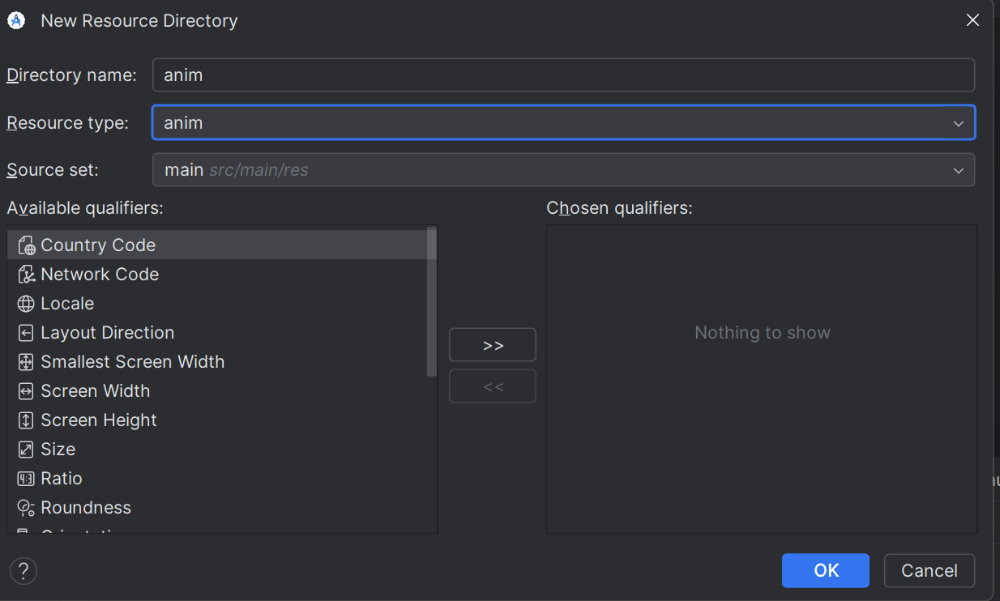 New Resource Directory
Directory name: anim
Resource type: anim
Source set: main src/main/res
Available qualifiers:
Chosen qualifiers:
Country Code
Network Code
Locale
Layout Direction
Smallest Screen Width
Screen Width
Screen Height
Size
Ratio
Roundness
>>
<<
Nothing to show
?
OK
Cancel